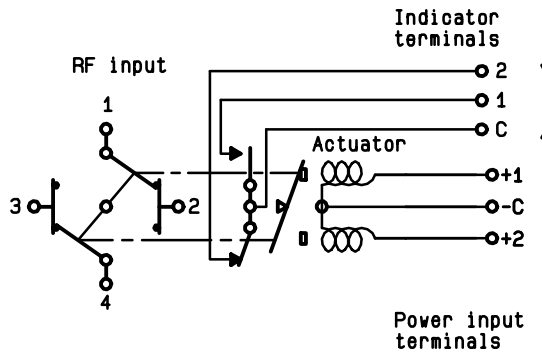 Indicator
terminals
RF input
2
1
1
C
Actuator
+1
3
2
-C
+2
4
Power input
terminals